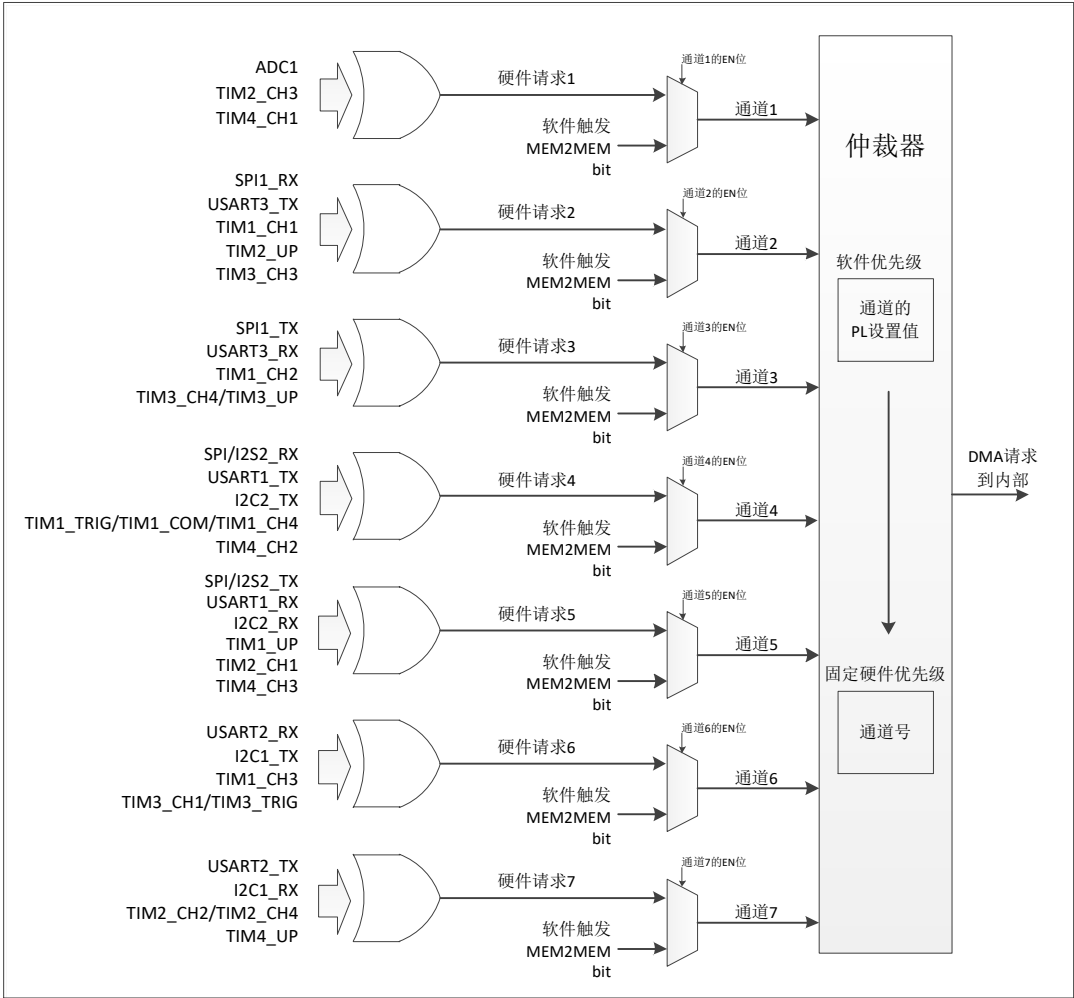 ADC1
TIM2_CH3
TIM4_CH1
硬件请求1
软件触发
MEM2MEM
bit
通道1的EN位
通道1
SPI1_RX
USART3_TX
TIM1_CH1
TIM2_UP
TIM3_CH3
硬件请求2
软件触发
MEM2MEM
bit
通道2的EN位
通道2
SPI1_TX
USART3_RX
TIM1_CH2
TIM3_CH4/TIM3_UP
硬件请求3
软件触发
MEM2MEM
bit
通道3的EN位
通道3
SPI/I2S2_RX
USART1_TX
I2C2_TX
TIM1_TRIG/TIM1_COM/TIM1_CH4
TIM4_CH2
硬件请求4
软件触发
MEM2MEM
bit
通道4的EN位
通道4
SPI/I2S2_TX
USART1_RX
I2C2_RX
TIM1_UP
TIM2_CH1
TIM4_CH3
硬件请求5
软件触发
MEM2MEM
bit
通道5的EN位
通道5
USART2_RX
I2C1_TX
TIM1_CH3
TIM3_CH1/TIM3_TRIG
硬件请求6
软件触发
MEM2MEM
bit
通道6的EN位
通道6
USART2_TX
I2C1_RX
TIM2_CH2/TIM2_CH4
TIM4_UP
硬件请求7
软件触发
MEM2MEM
bit
通道7的EN位
通道7
仲裁器
软件优先级
通道的
PL设置值
固定硬件优先级
通道号
DMA请求
到内部